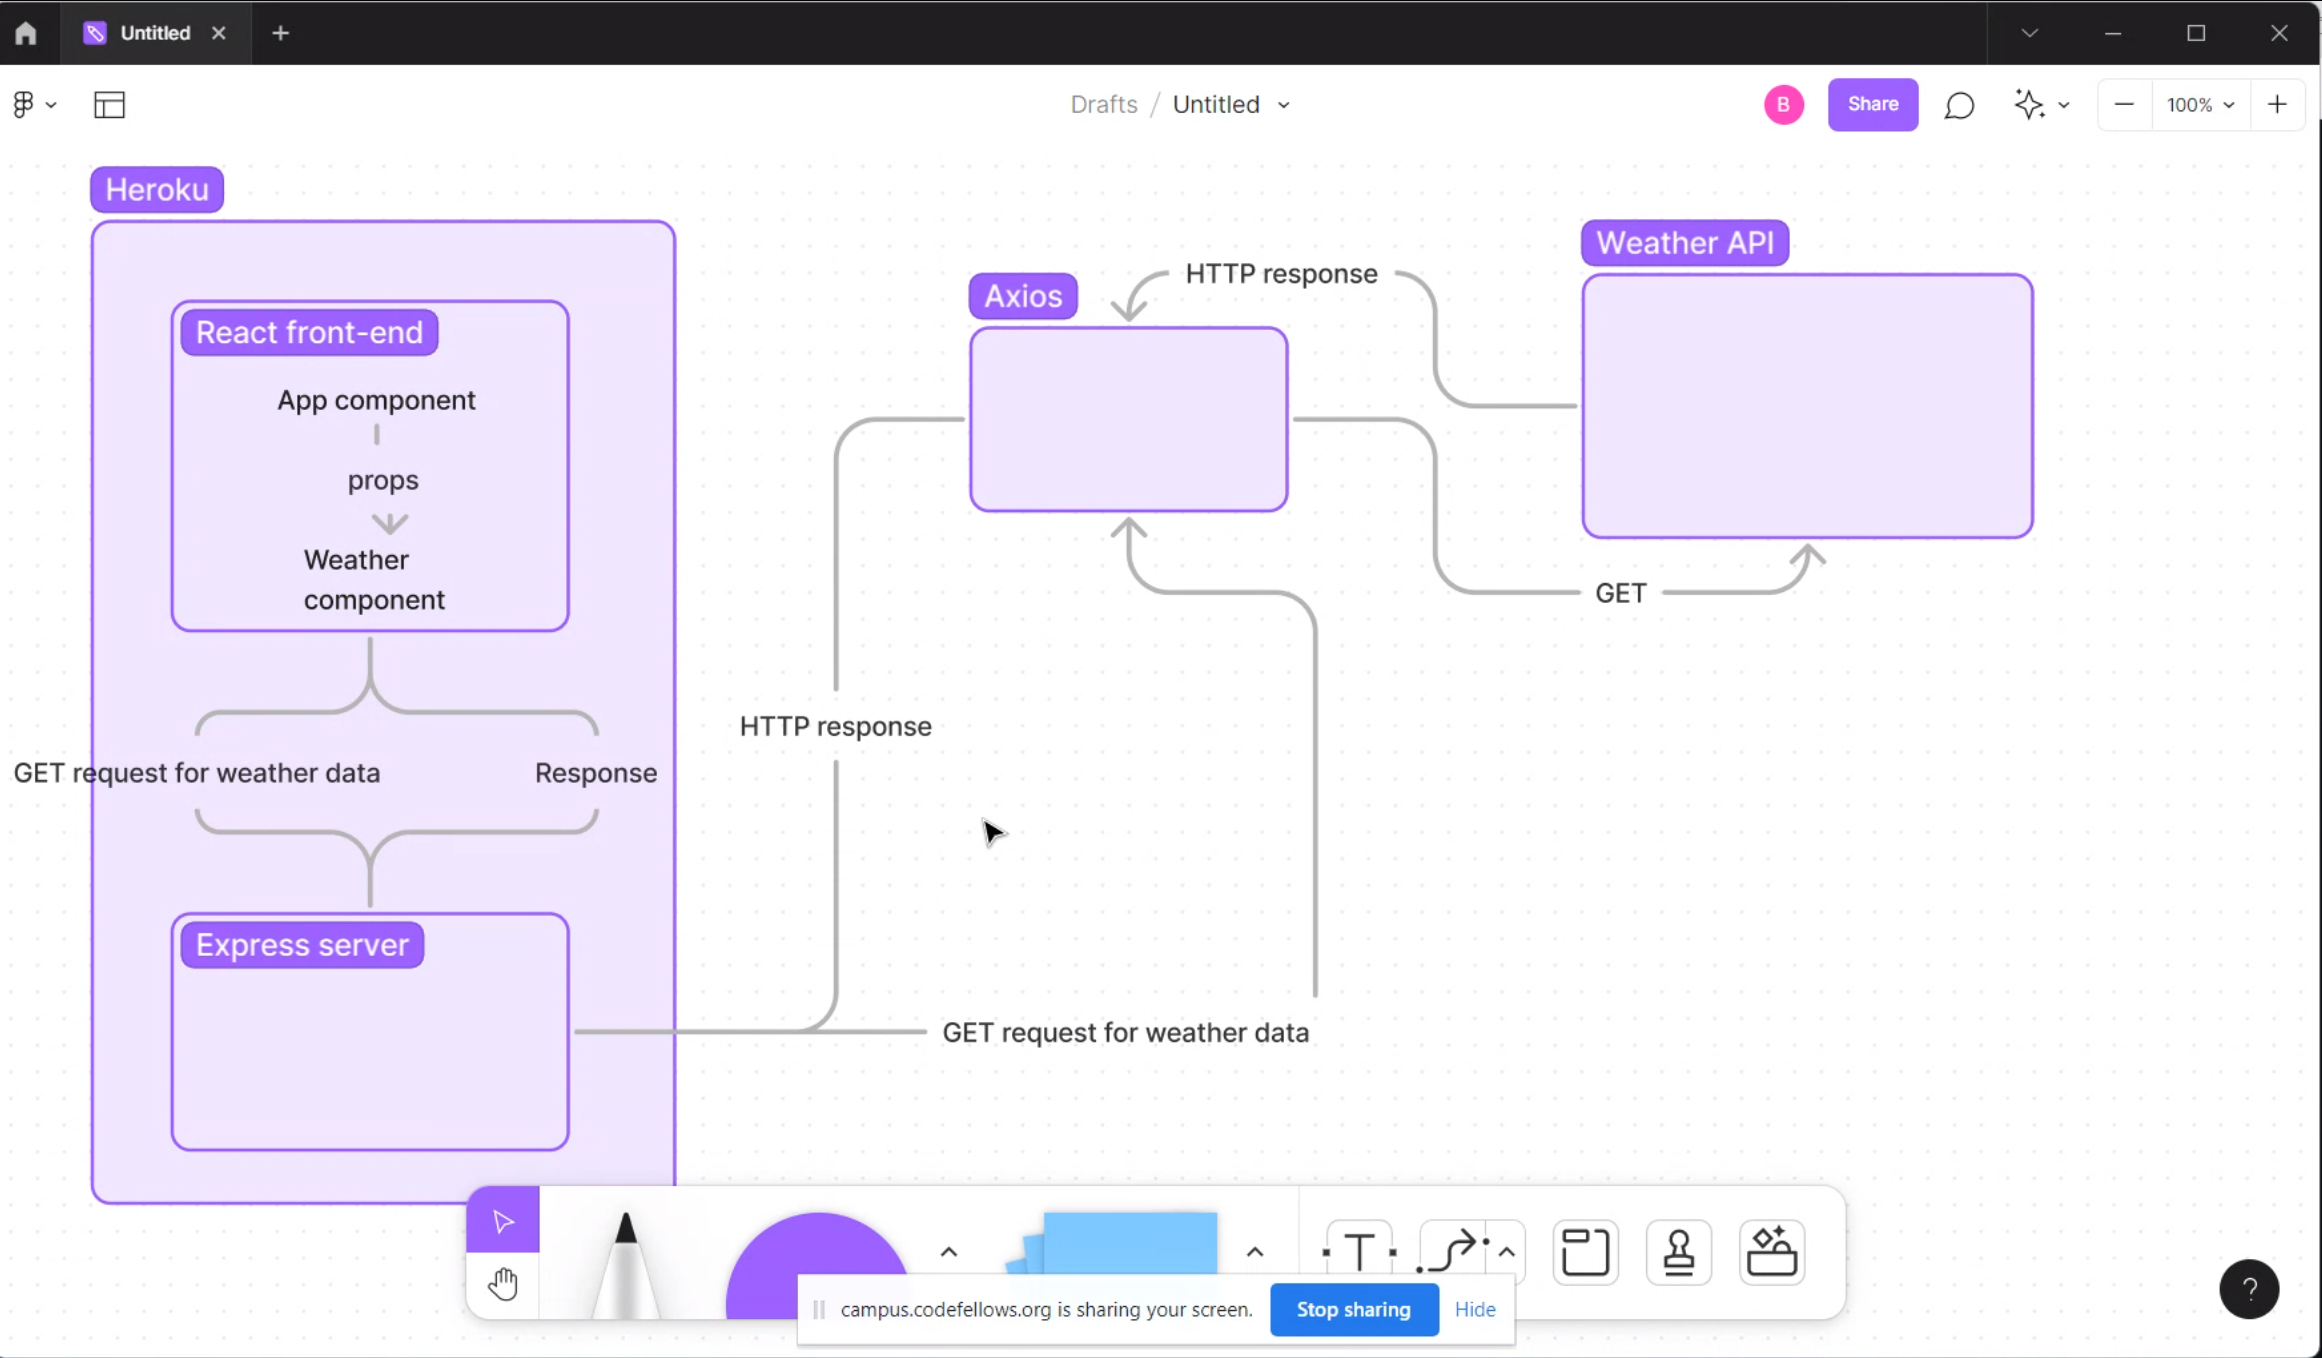 Untitled
Drafts / Untitled
B
Share
100%
Heroku
React front-end
App component
props
Weather
component
GET request for weather data
Response
Express server
Axios
HTTP response
Weather API
GET
HTTP response
GET request for weather data
T
campus.codefellows.org is sharing your screen.
Stop sharing
Hide
?